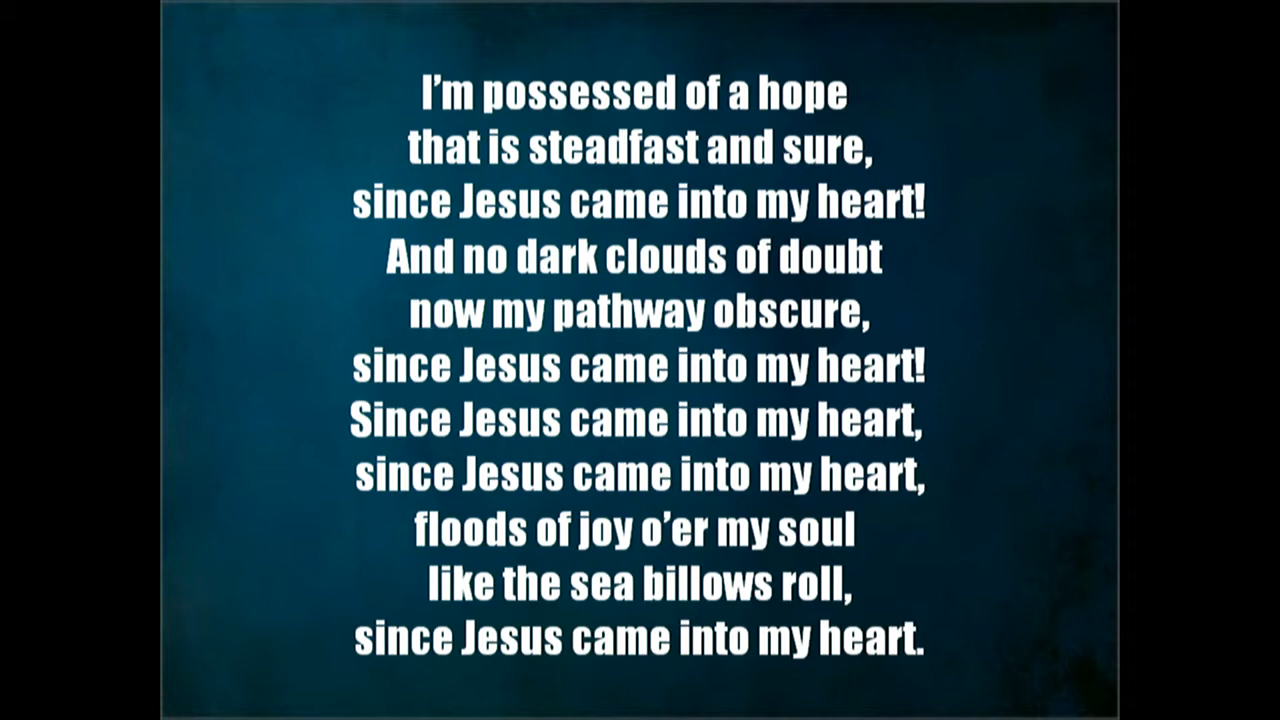 I’m possessed of a hope
that is steadfast and sure,
since Jesus came into my heart!
And no dark clouds of doubt
now my pathway obscure,
since Jesus came into my heart!
Since Jesus came into my heart,
since Jesus came into my heart,
floods of joy o’er my soul
like the sea billows roll,
since Jesus came into my heart.